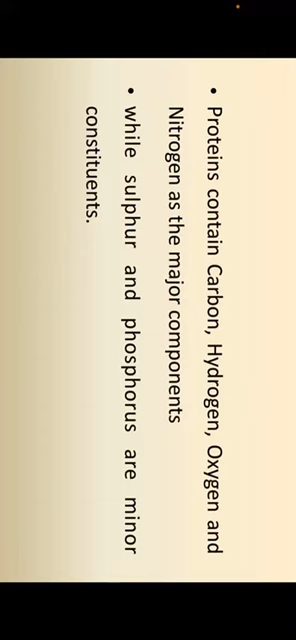 • Proteins contain Carbon, Hydrogen, Oxygen and
Nitrogen as the major components
• while sulphur and phosphorus are minor
constituents.